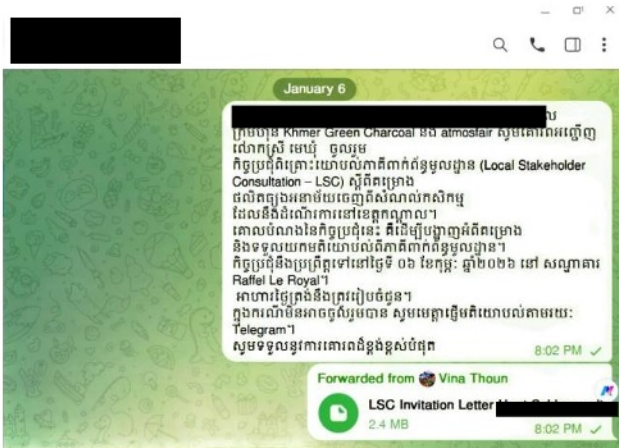 January 6
ល
ក្រុមហ៊ុន Khmer Green Charcoal និង atmosfair សូមគោរពអញ្ជើញ
លោកស្រី មេឃុំ ចូលរួម
កិច្ចប្រជុំពិគ្រោះយោបល់ភាគីពាក់ព័ន្ធមូលដ្ឋាន (Local Stakeholder
Consultation – LSC) ស្តីពីគម្រោង
ផលិតធ្យូងអនាម័យចេញពីសំណល់កសិកម្ម
ដែលនឹងដំណើរការនៅខេត្តកណ្តាល។
គោលបំណងនៃកិច្ចប្រជុំនេះ គឺដើម្បីបង្ហាញអំពីគម្រោង
និងទទួលយកមតិយោបល់ពីភាគីពាក់ព័ន្ធមូលដ្ឋាន។
កិច្ចប្រជុំនឹងប្រព្រឹត្តទៅនៅថ្ងៃទី ០៦ ខែកុម្ភៈ ឆ្នាំ២០២៦ នៅ សណ្ឋាគារ
Raffel Le Royal។
អាហារថ្ងៃត្រង់នឹងត្រូវរៀបចំជូន។
ក្នុងករណីមិនអាចចូលរួមបាន សូមមេត្តាផ្ញើមតិយោបល់តាមរយៈ
Telegram។
សូមទទួលនូវការគោរពដ៏ខ្ពង់ខ្ពស់បំផុត
8:02 PM
Forwarded from Vina Thoun
LSC Invitation Letter
2.4 MB
8:02 PM